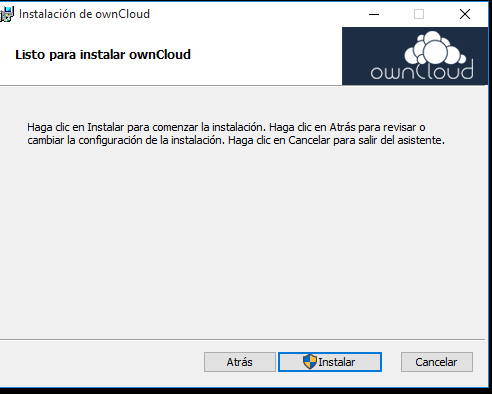 Instalación de ownCloud
Listo para instalar ownCloud
ownCloud
Haga clic en Instalar para comenzar la instalación. Haga clic en Atrás para revisar o
cambiar la configuración de la instalación. Haga clic en Cancelar para salir del asistente.
Atrás
Instalar
Cancelar